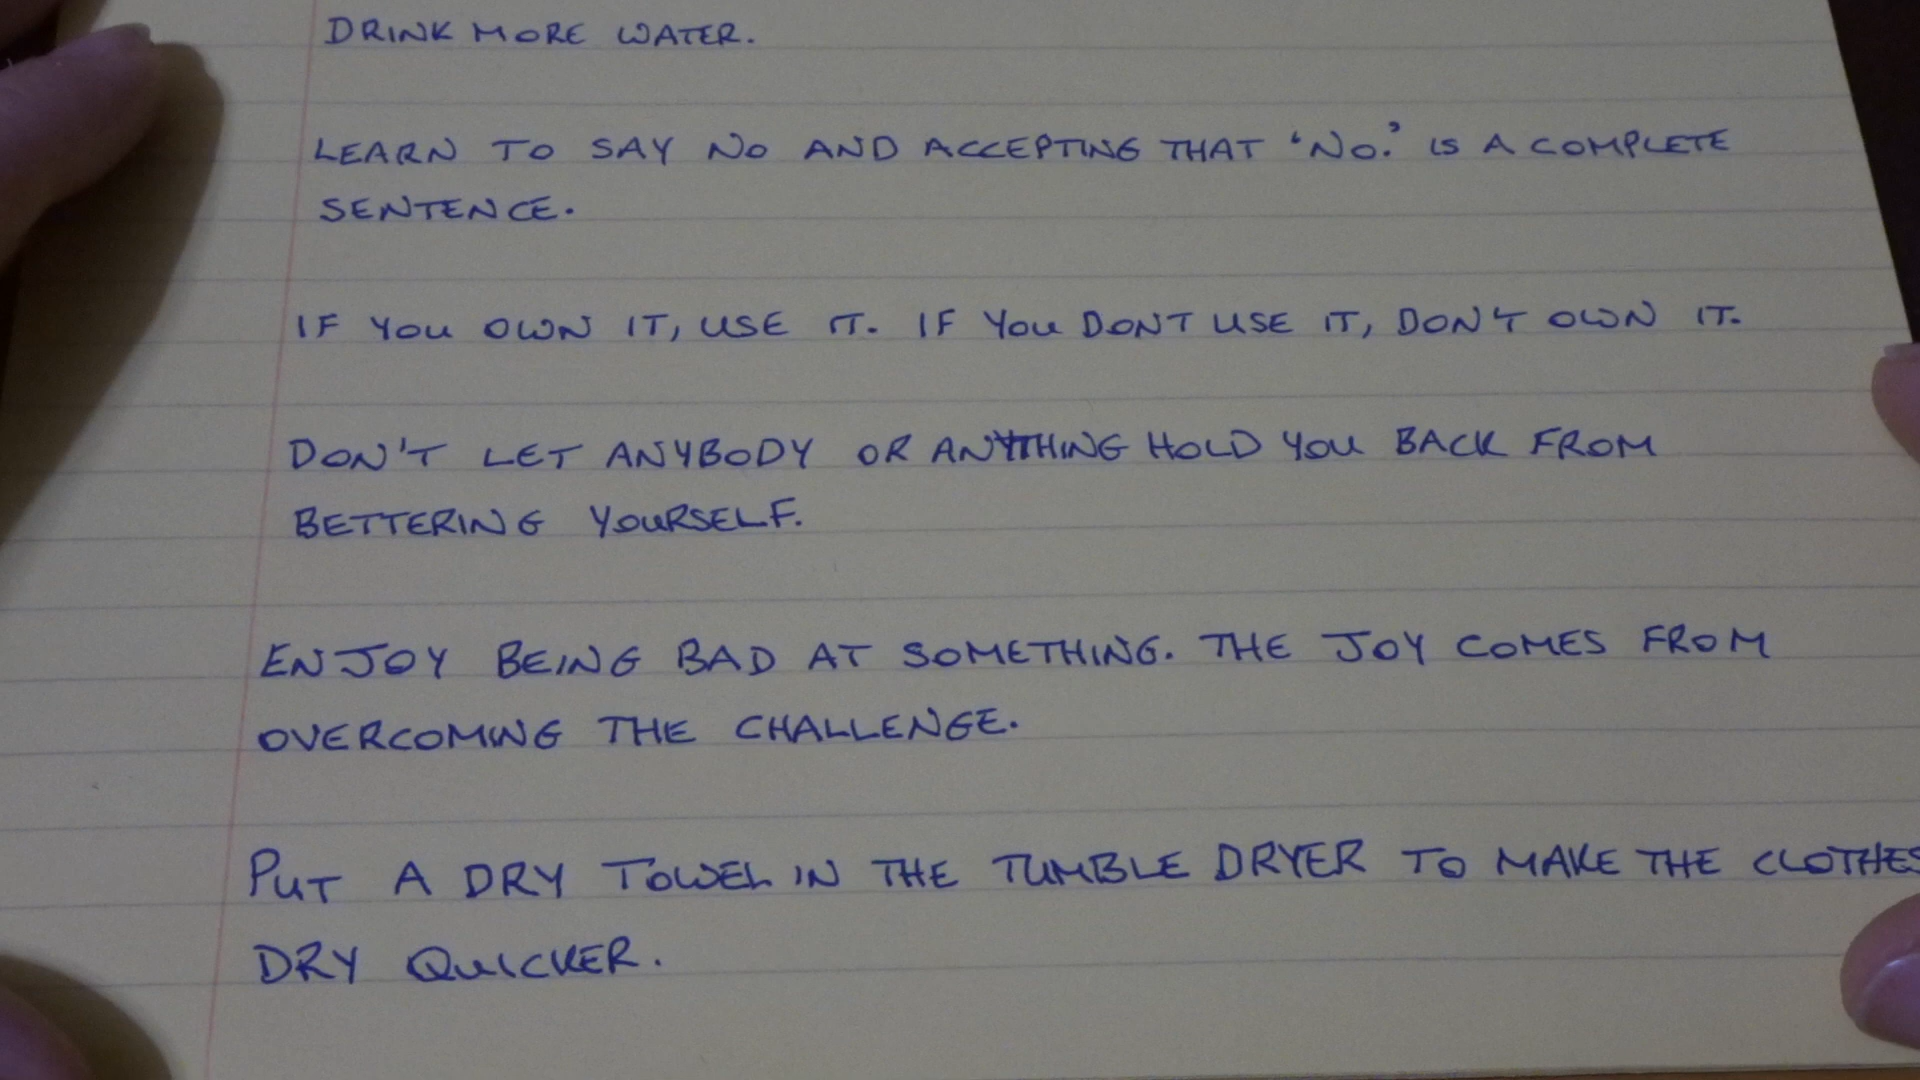 DRINK MORE WATER.
LEARN TO SAY NO AND ACCEPTING THAT 'NO.' IS A COMPLETE
SENTENCE.
IF YOU OWN IT, USE IT. IF YOU DONT USE IT, DON'T OWN IT.
DON'T LET ANYBODY OR ANYTHING HOLD YOU BACK FROM
BETTERING YOURSELF.
ENJOY BEING BAD AT SOMETHING. THE JOY COMES FROM
OVERCOMING THE CHALLENGE.
PUT A DRY TOWEL IN THE TUMBLE DRYER TO MAKE THE CLOTHES
DRY QUICKER.